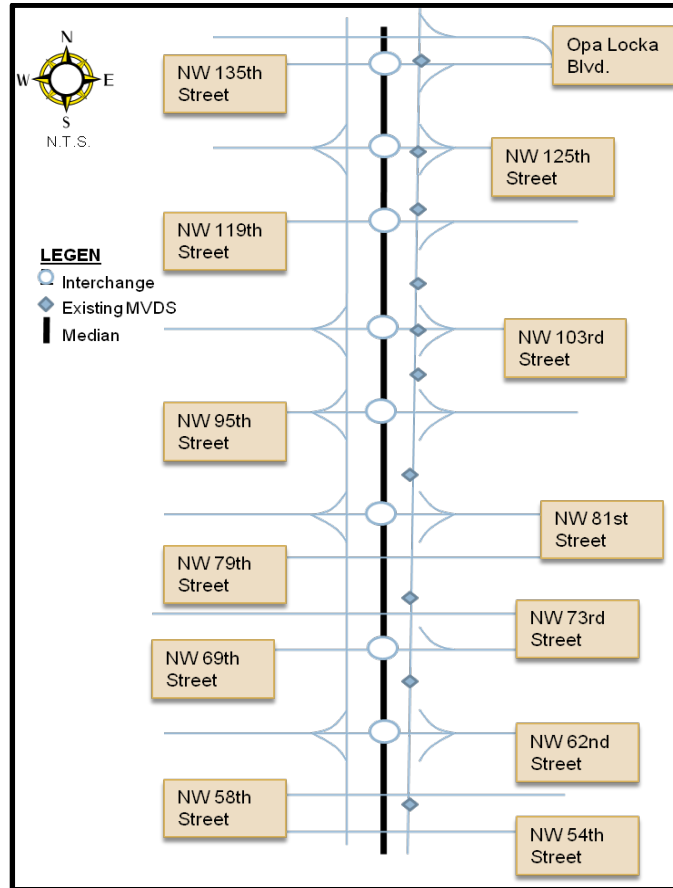 N
W
E
S
N.T.S.
Opa Locka
Blvd.
NW 135th
Street
NW 125th
Street
NW 119th
Street
LEGEN
Interchange
Existing MVDS
Median
NW 103rd
Street
NW 95th
Street
NW 81st
Street
NW 79th
Street
NW 73rd
Street
NW 69th
Street
NW 62nd
Street
NW 58th
Street
NW 54th
Street